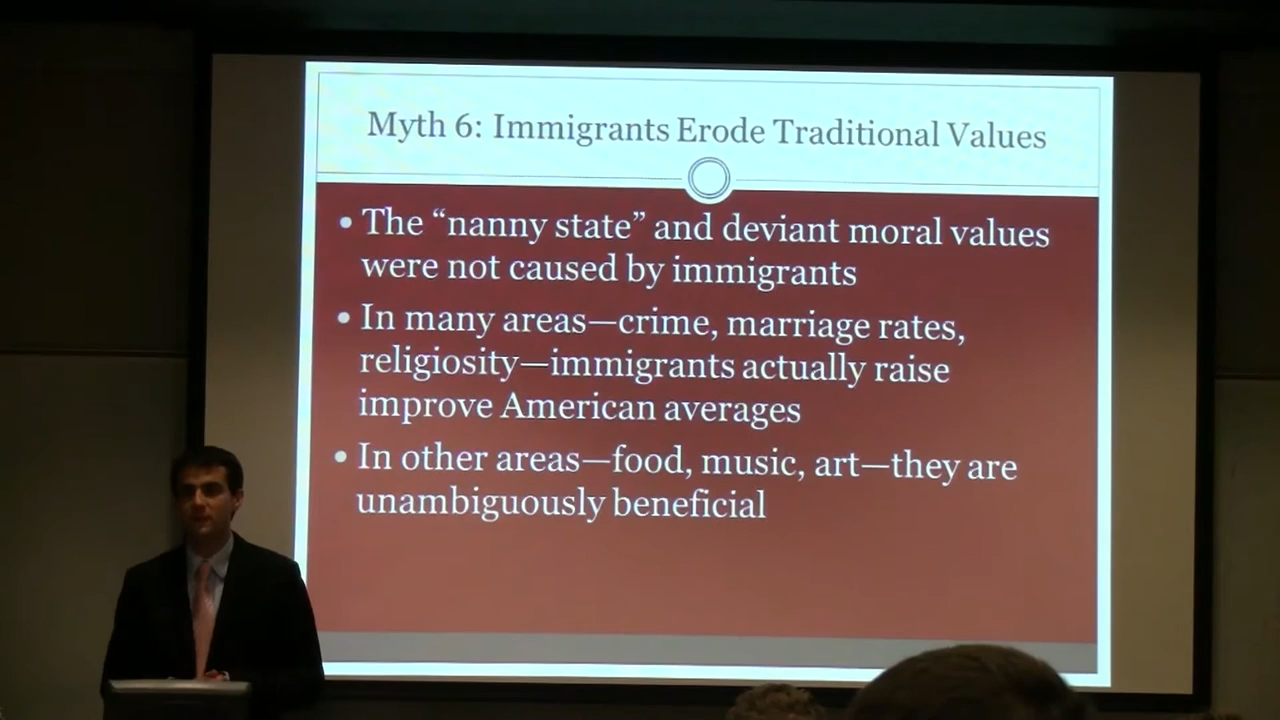 Myth 6: Immigrants Erode Traditional Values
• The “nanny state” and deviant moral values
were not caused by immigrants
• In many areas—crime, marriage rates,
religiosity—immigrants actually raise
improve American averages
• In other areas—food, music, art—they are
unambiguously beneficial